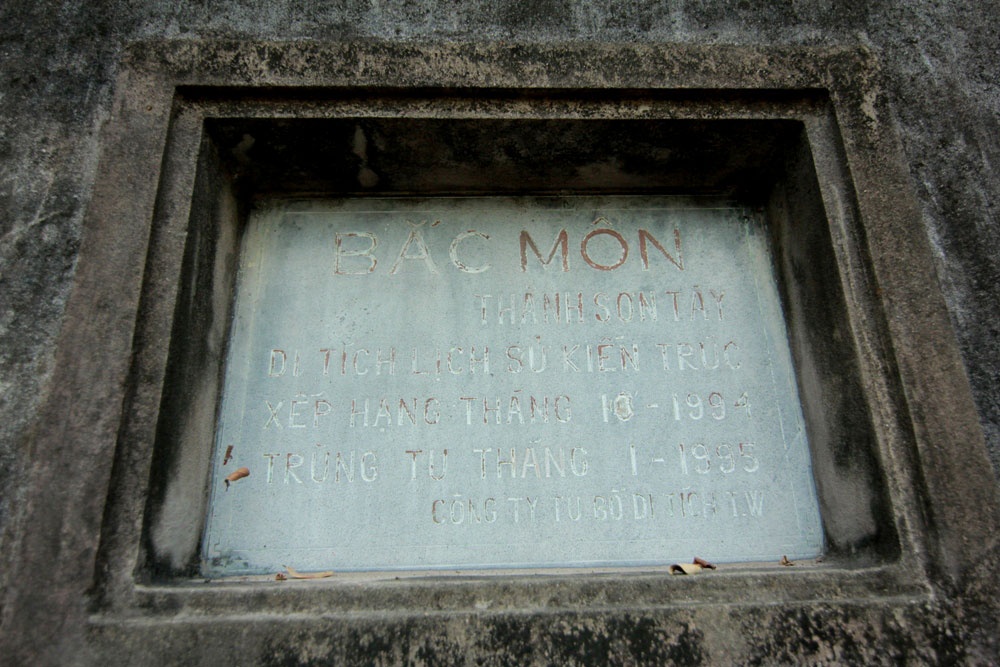 BẮC MÔN
THÀNH SƠN TÂY
DI TÍCH LỊCH SỬ KIẾN TRÚC
XẾP HẠNG THÁNG 10 - 1994
TRÙNG TU THÁNG 1 - 1995
CÔNG TY TU BỔ DI TÍCH T.W